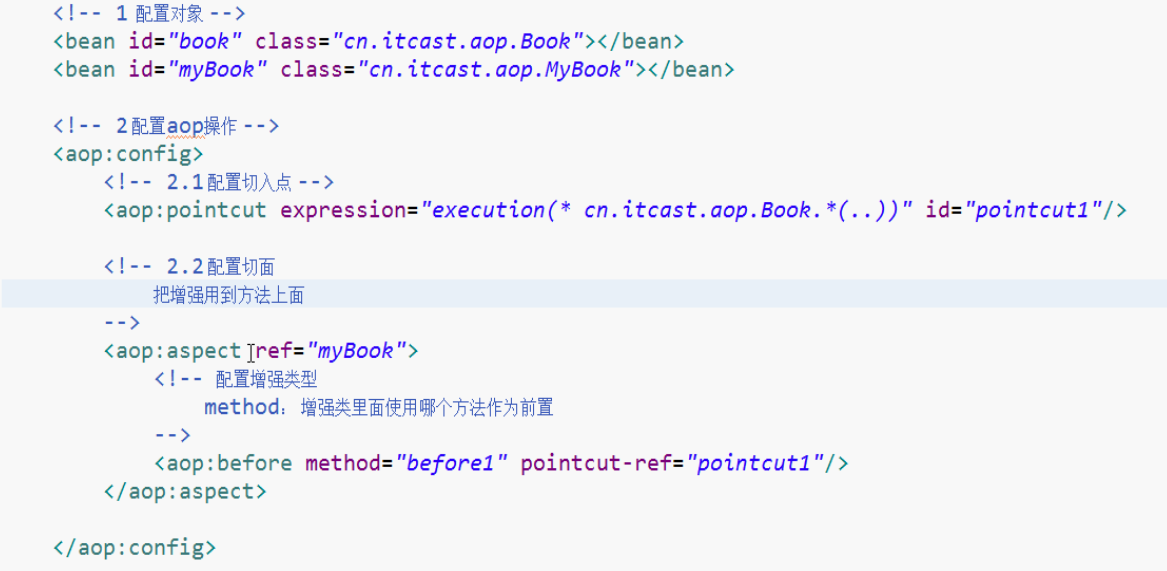 <!-- 1 配置对象 -->
<bean id="book" class="cn.itcast.aop.Book"></bean>
<bean id="myBook" class="cn.itcast.aop.MyBook"></bean>
<!-- 2配置aop操作 -->
<aop:config>
<!-- 2.1配置切入点 -->
<aop:pointcut expression="execution(* cn.itcast.aop.Book.*(..))" id="pointcut1"/>
<!-- 2.2配置切面
把增强用到方法上面
-->
<aop:aspect ref="myBook">
<!-- 配置增强类型
method: 增强类里面使用哪个方法作为前置
-->
<aop:before method="before1" pointcut-ref="pointcut1"/>
</aop:aspect>
</aop:config>